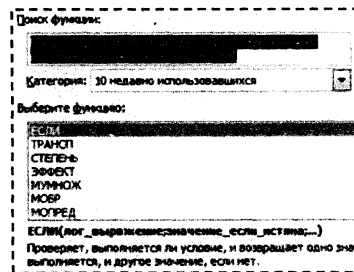 Поиск функции:
Категория: 10 недавно использовавшихся
Выберите функцию:
ЕСЛИ
ТРАНСП
СТЕПЕНЬ
ЭФФЕКТ
МУМНОЖ
МОБР
МОПРЕД
ЕСЛИ(лог_выражение;значение_если_истина;...)
Проверяет, выполняется ли условие, и возвращает одно зна
выполняется, и другое значение, если нет.